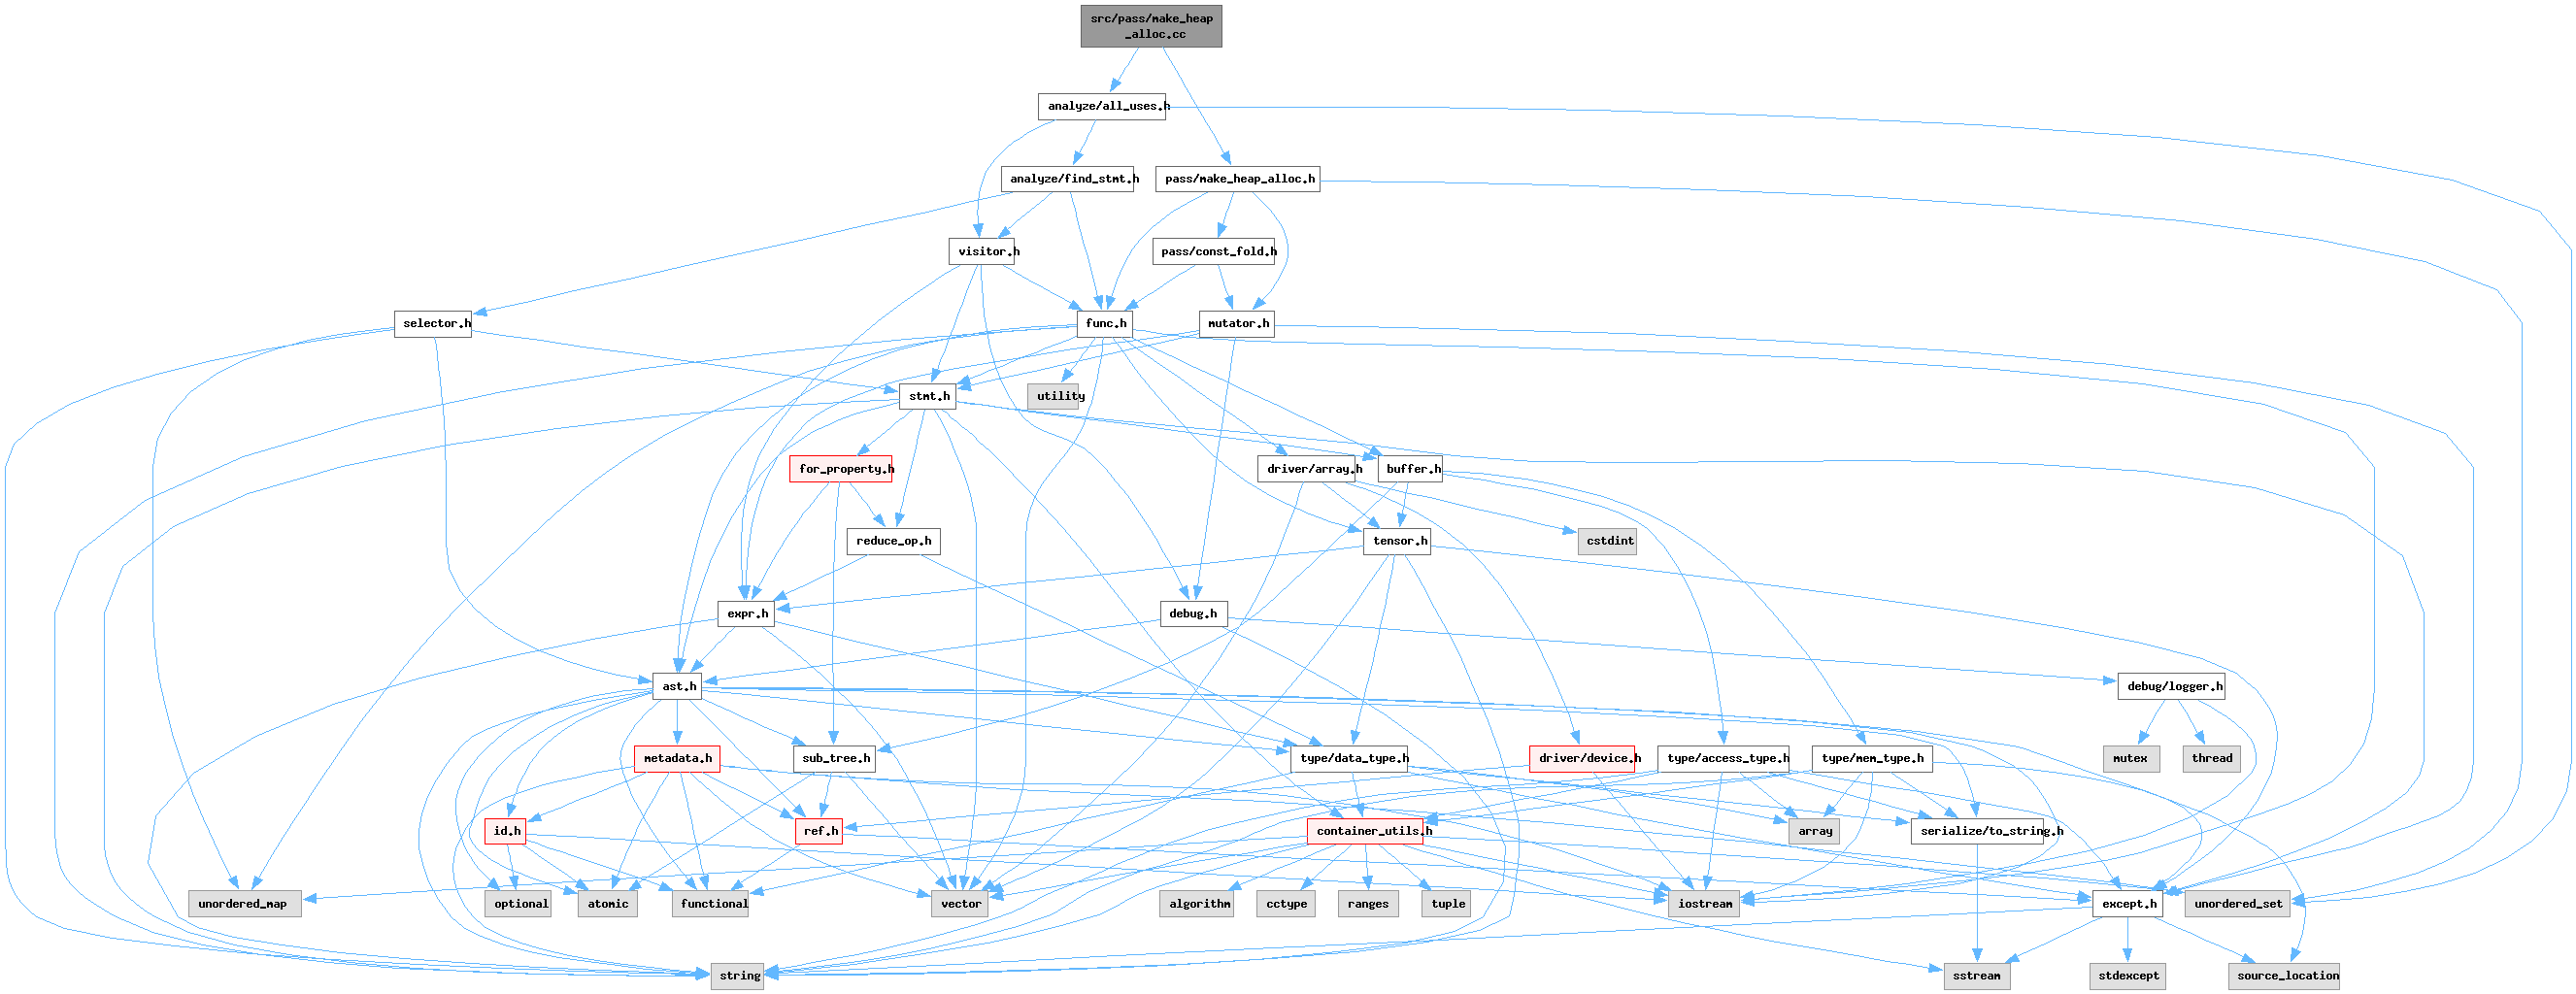 src/pass/make_heap
_alloc.cc
analyze/all_uses.h
analyze/find_stmt.h
pass/make_heap_alloc.h
visitor.h
pass/const_fold.h
selector.h
func.h
mutator.h
utility
stmt.h
for_property.h
driver/array.h
buffer.h
reduce_op.h
tensor.h
cstdint
expr.h
debug.h
ast.h
debug/logger.h
metadata.h
sub_tree.h
type/data_type.h
driver/device.h
type/access_type.h
type/mem_type.h
mutex
thread
id.h
ref.h
container_utils.h
array
serialize/to_string.h
unordered_map
optional
atomic
functional
vector
algorithm
cctype
ranges
tuple
iostream
except.h
unordered_set
string
sstream
stdexcept
source_location